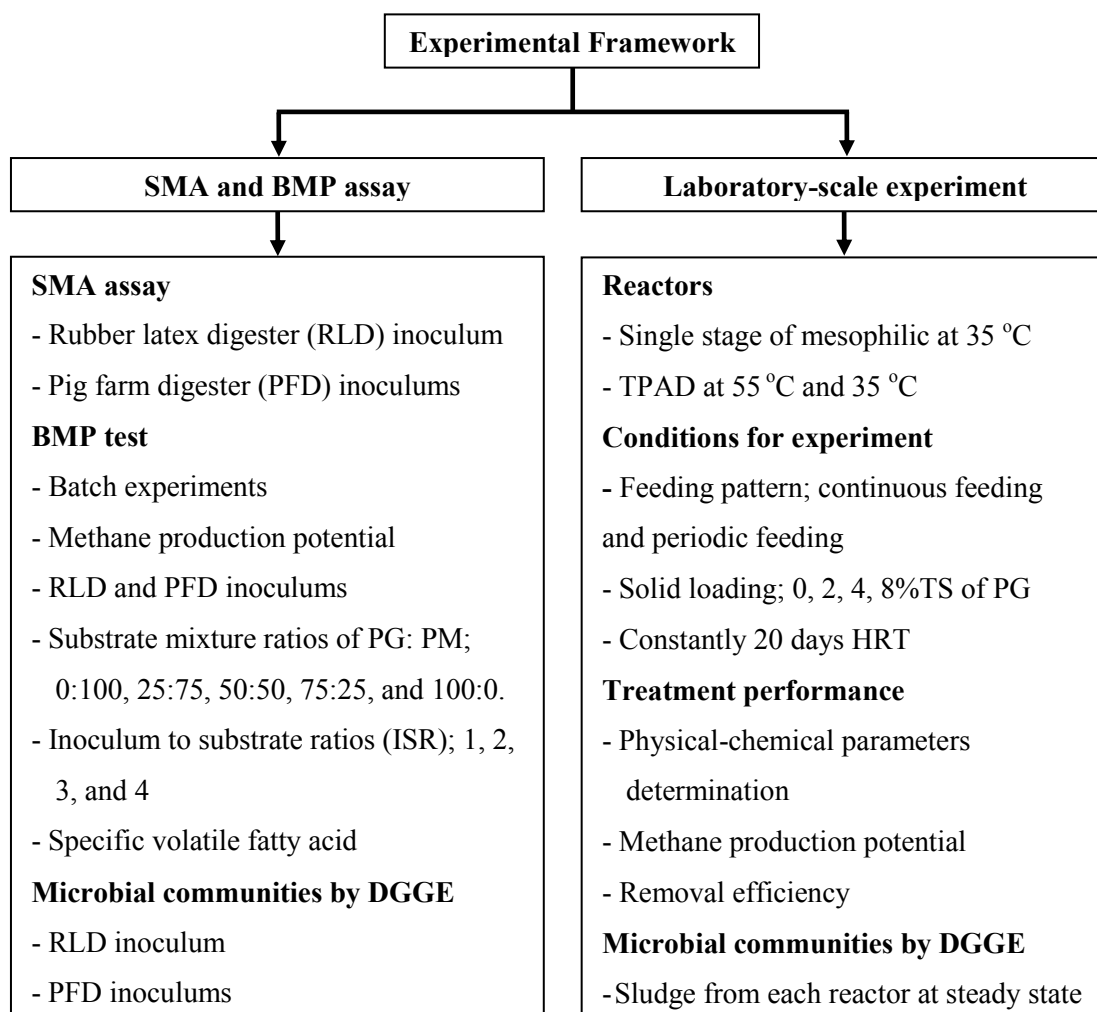 Experimental Framework
SMA and BMP assay
SMA assay
- Rubber latex digester (RLD) inoculum
- Pig farm digester (PFD) inoculums
BMP test
- Batch experiments
- Methane production potential
- RLD and PFD inoculums
- Substrate mixture ratios of PG: PM;
0:100, 25:75, 50:50, 75:25, and 100:0.
- Inoculum to substrate ratios (ISR); 1, 2,
3, and 4
- Specific volatile fatty acid
Microbial communities by DGGE
- RLD inoculum
- PFD inoculums
Laboratory-scale experiment
Reactors
- Single stage of mesophilic at 35 °C
- TPAD at 55 °C and 35 °C
Conditions for experiment
- Feeding pattern; continuous feeding
and periodic feeding
- Solid loading; 0, 2, 4, 8%TS of PG
- Constantly 20 days HRT
Treatment performance
- Physical-chemical parameters
determination
- Methane production potential
- Removal efficiency
Microbial communities by DGGE
-Sludge from each reactor at steady state